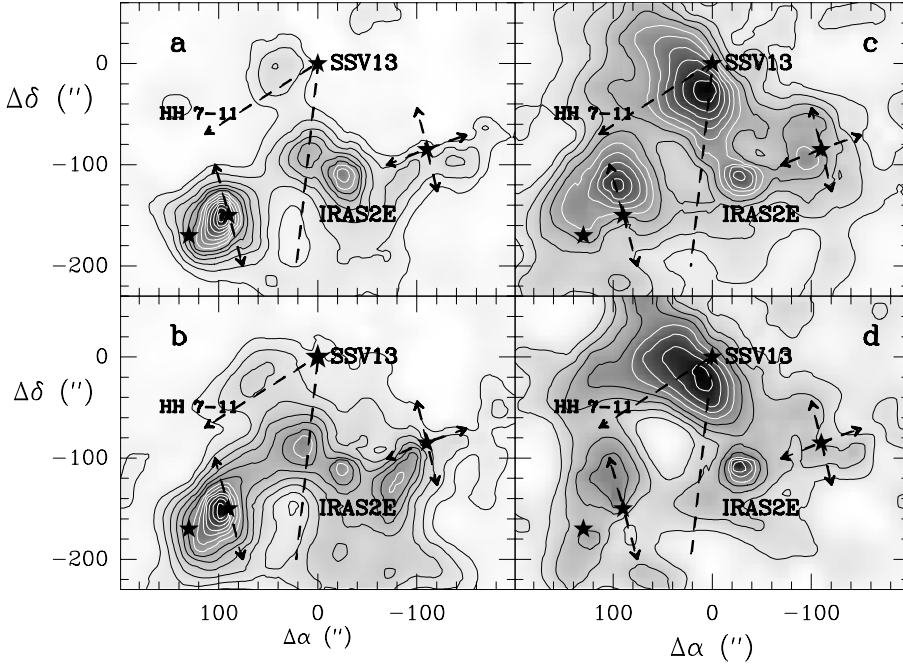 a
c
0
SSV13
SSV13
Δδ (′′)
HH 7−11
HH 7−11
−100
IRAS2E
IRAS2E
−200
b
d
0
SSV13
SSV13
Δδ (′′)
HH 7−11
HH 7−11
−100
IRAS2E
IRAS2E
−200
100 0 −100 100 0 −100
Δα (′′) Δα (′′)